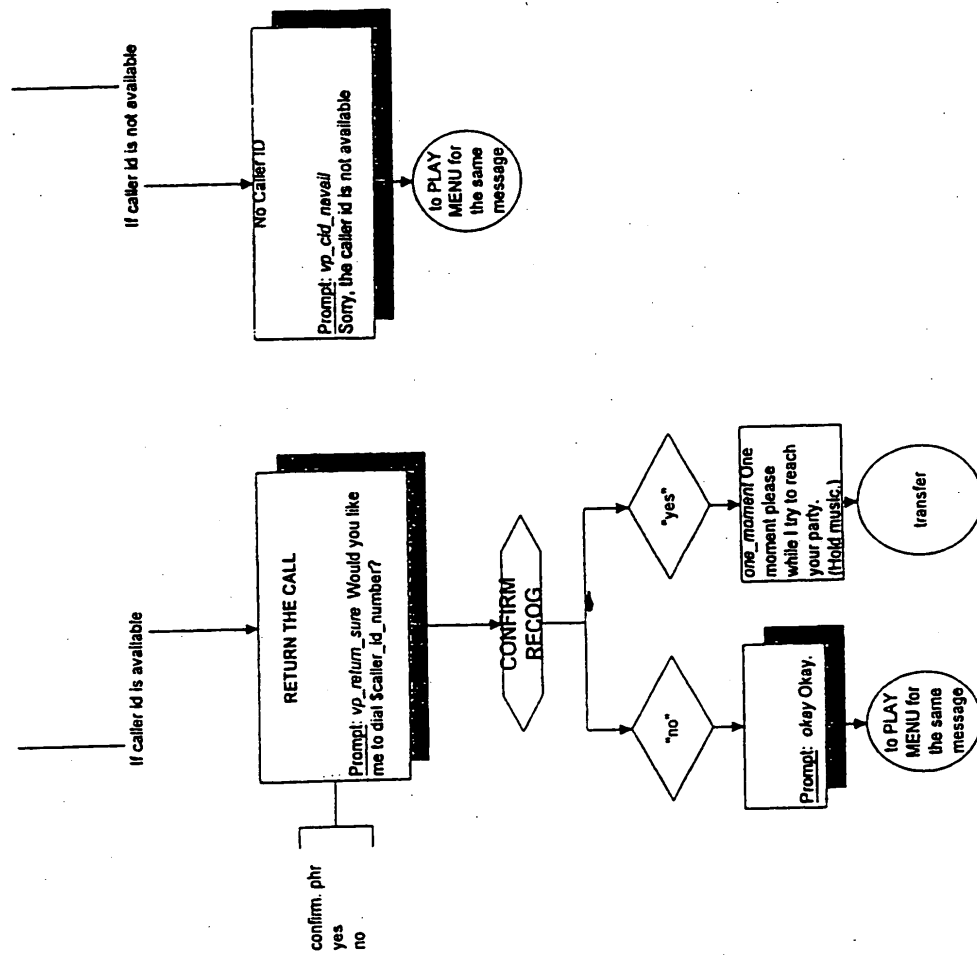 If caller id is available
RETURN THE CALL
Prompt: vp_return_sure Would you like
me to dial $caller_id_number?
confirm. phr
yes
no
CONFIRM
RECOG
"no"
Prompt: okay Okay.
to PLAY
MENU for
the same
message
"yes"
one_moment One
moment please
while I try to reach
your party.
(Hold music.)
transfer
If caller id is not available
No Caller ID
Prompt: vp_cid_navail
Sorry, the caller id is not available
to PLAY
MENU for
the same
message